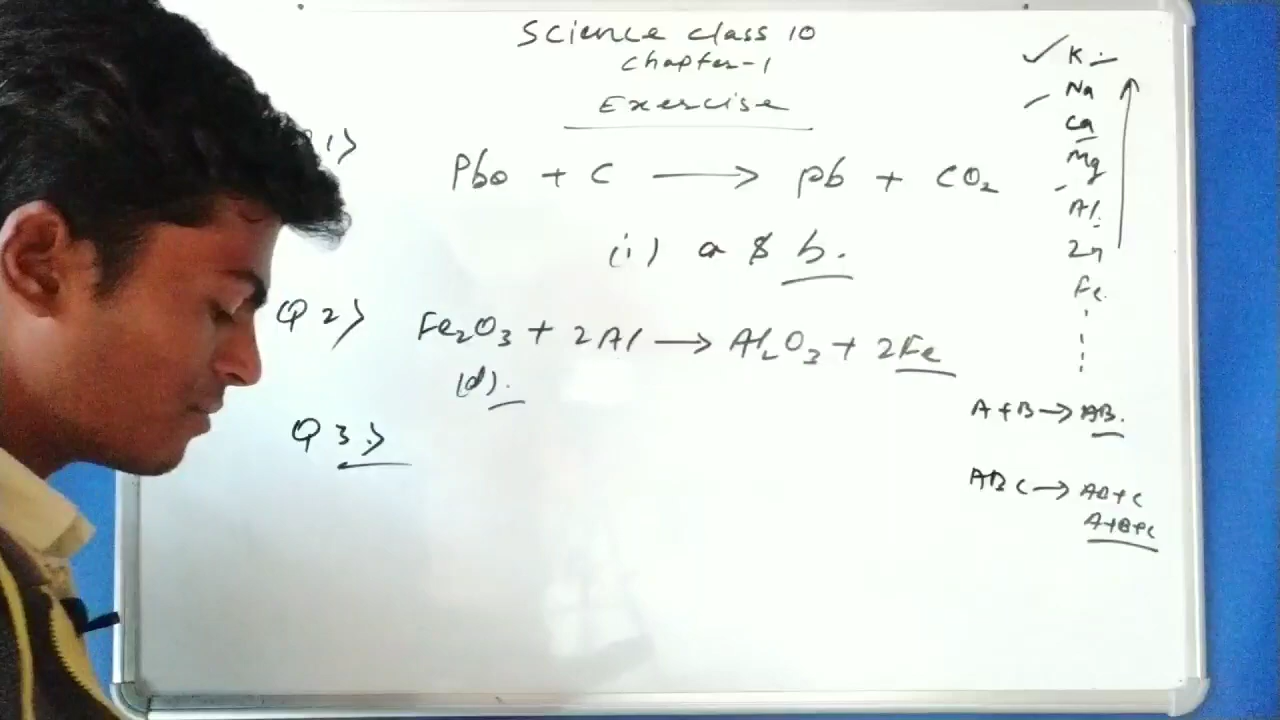 Science class 10
Chapter-1
Exercise
1>
Pbo + C → pb + CO₂
(i) a & b.
Q 2> Fe₂O₃ + 2Al → Al₂O₃ + 2Fe
(d).
Q 3.>
K
Na
Ca
Mg
Al
Zn
Fe
A+B → AB.
ABC → AB+C
A+B+C